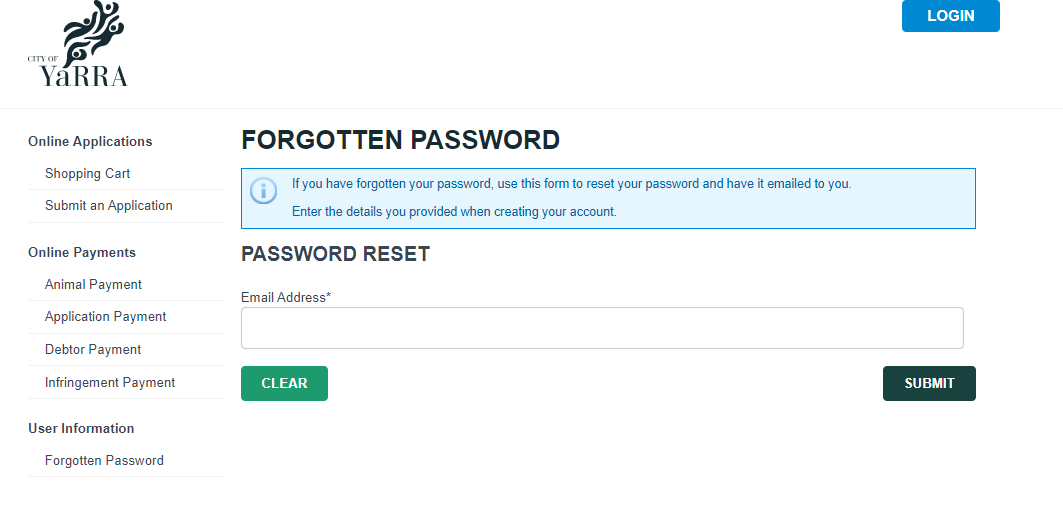 CITY OF
YaRRA
LOGIN
Online Applications
Shopping Cart
Submit an Application
Online Payments
Animal Payment
Application Payment
Debtor Payment
Infringement Payment
User Information
Forgotten Password
FORGOTTEN PASSWORD
If you have forgotten your password, use this form to reset your password and have it emailed to you.
Enter the details you provided when creating your account.
PASSWORD RESET
Email Address*
CLEAR
SUBMIT